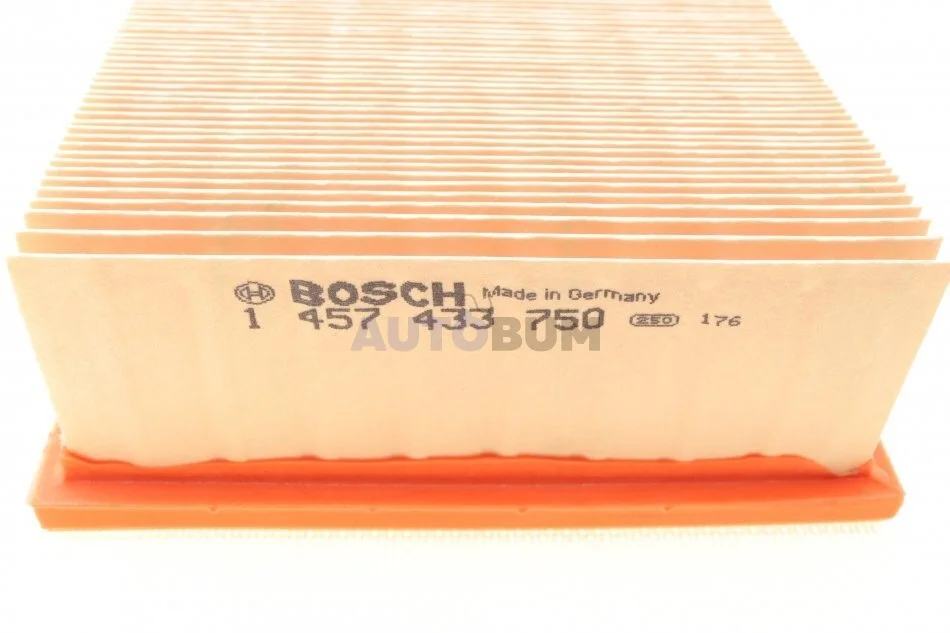 BOSCH Made in Germany
1 457 433 750 250 176
AUTOBUM